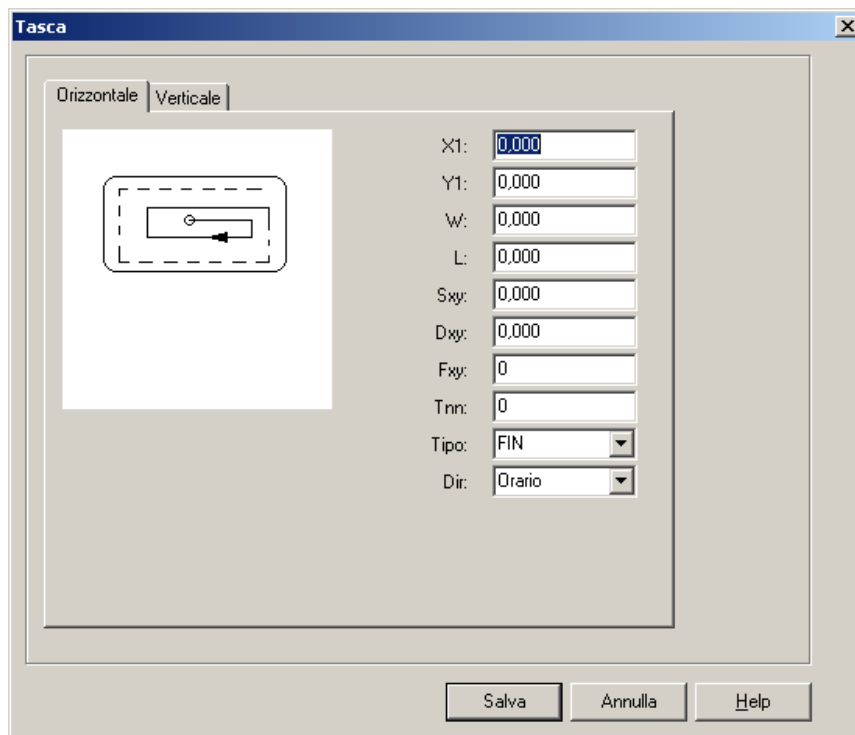 Tasca
Orizzontale Verticale
X1: 0,000
Y1: 0,000
W: 0,000
L: 0,000
Sxy: 0,000
Dxy: 0,000
Fxy: 0
Tnn: 0
Tipo: FIN
Dir: Orario
Salva Annulla Help